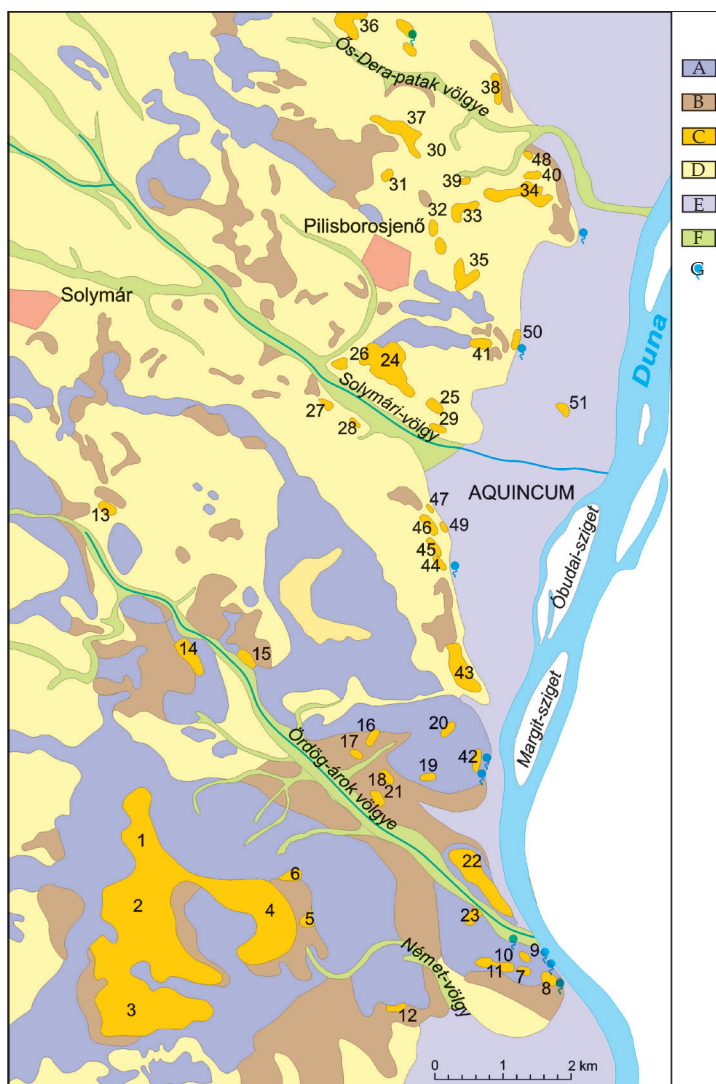 36
A
Ős-Dera-patak völgye
38
B
37
C
30
48
D
31
39
40
34
E
32
33
F
Pilisborosjenő
G
35
Solymár
50
41
26
24
Duna
27
25
51
28
29
Solymári-völgy
47
AQUINCUM
13
46
49
45
44
Óbudai-sziget
14
15
43
Margit-sziget
16
20
17
42
18
19
21
Ördög-árok völgye
1
22
6
2
4
5
23
9
10
Német-völgy
11
7
8
3
12
0
1
2 km